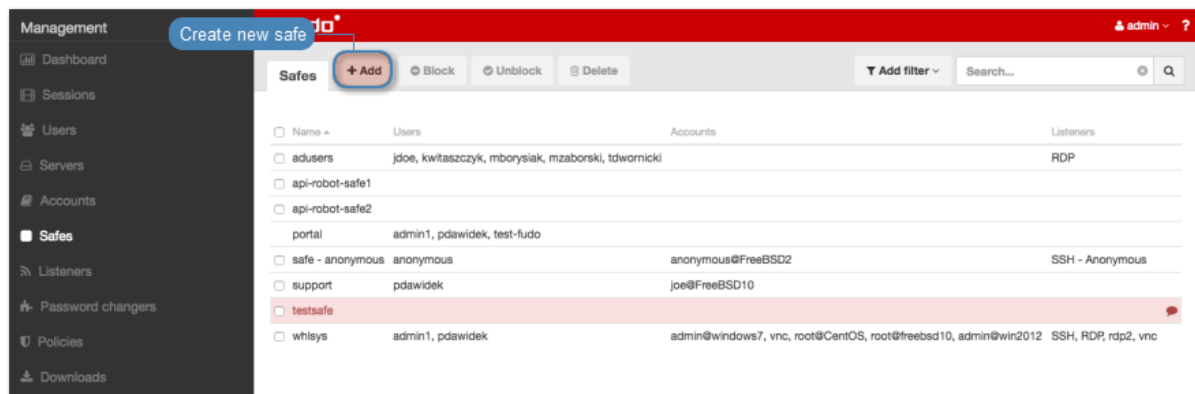 Management
Dashboard
Sessions
Users
Servers
Accounts
Safes
Listeners
Password changers
Policies
Downloads
Create new safe
admin ?
Safes + Add Block Unblock Delete Add filter Search...
Name Users Accounts Listeners
adusers jdoe, kwitaszczyk, mborysiak, mzaborski, tdwornicki RDP
api-robot-safe1
api-robot-safe2
portal admin1, pdawidek, test-fudo
safe - anonymous anonymous anonymous@FreeBSD2 SSH - Anonymous
support pdawidek joe@FreeBSD10
testsafe
whlsys admin1, pdawidek admin@windows7, vnc, root@CentOS, root@freebsd10, admin@win2012 SSH, RDP, rdp2, vnc